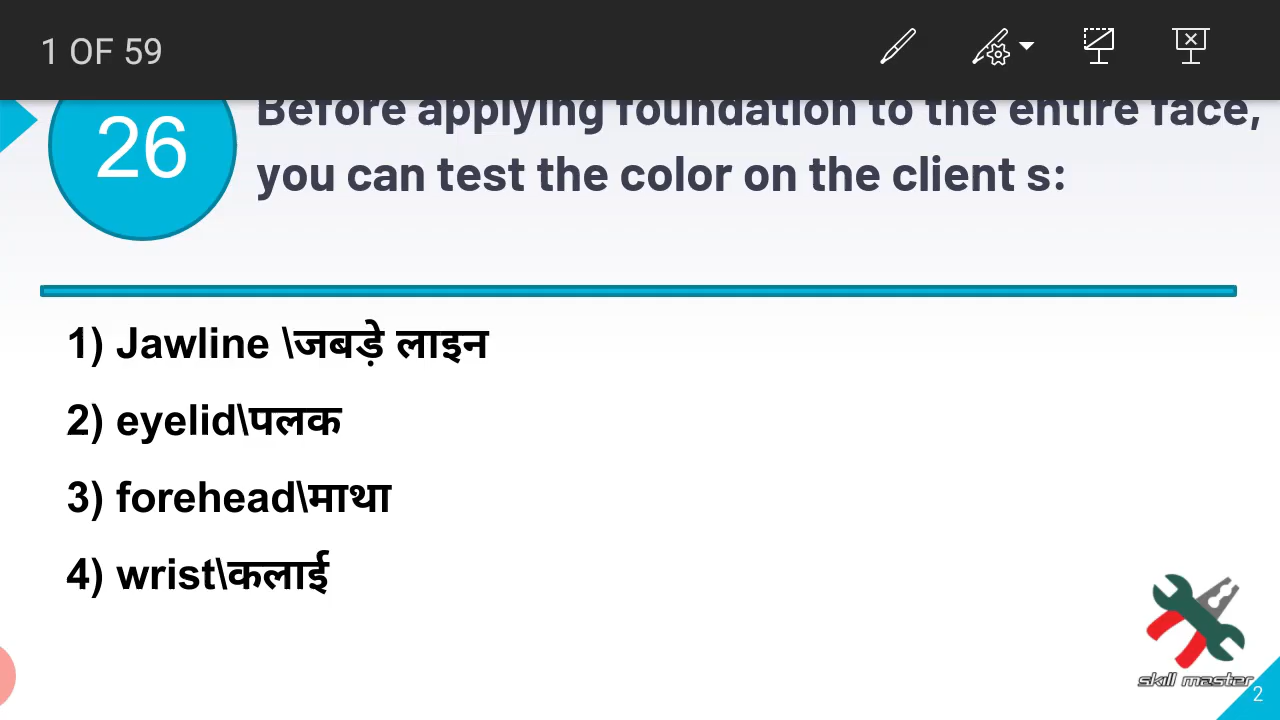 1 OF 59
26
Before applying foundation to the entire face,
you can test the color on the client s:
1) Jawline \जबड़े लाइन
2) eyelid\पलक
3) forehead\माथा
4) wrist\कलाई
skill master
2